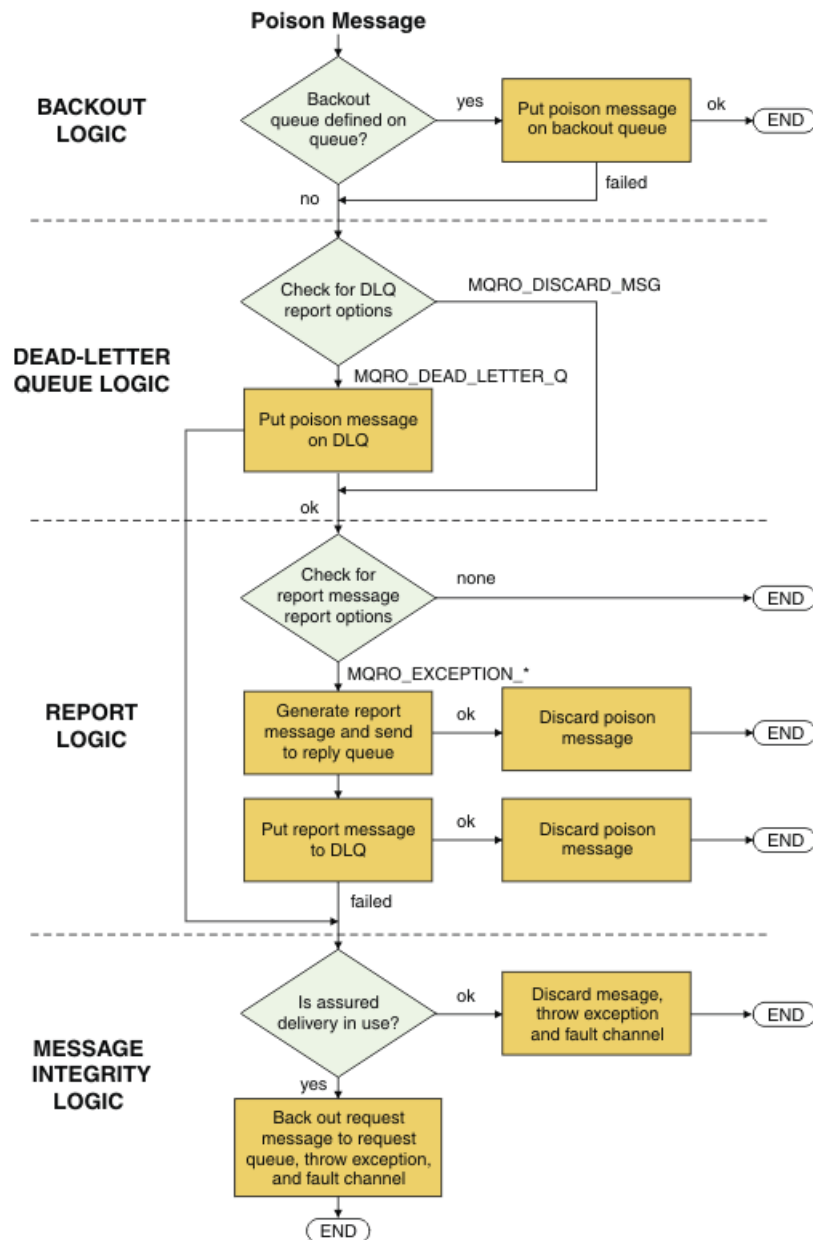 Poison Message
BACKOUT
LOGIC
Backout
queue defined on
queue?
yes
Put poison message
on backout queue
ok
END
failed
no
DEAD-LETTER
QUEUE LOGIC
Check for DLQ
report options
MQRO_DISCARD_MSG
MQRO_DEAD_LETTER_Q
Put poison message
on DLQ
ok
REPORT
LOGIC
Check for
report message
report options
none
END
MQRO_EXCEPTION_*
Generate report
message and send
to reply queue
ok
Discard poison
message
END
Put report message
to DLQ
ok
Discard poison
message
END
failed
MESSAGE
INTEGRITY
LOGIC
Is assured
delivery in use?
ok
Discard mesage,
throw exception
and fault channel
END
yes
Back out request
message to request
queue, throw exception,
and fault channel
END